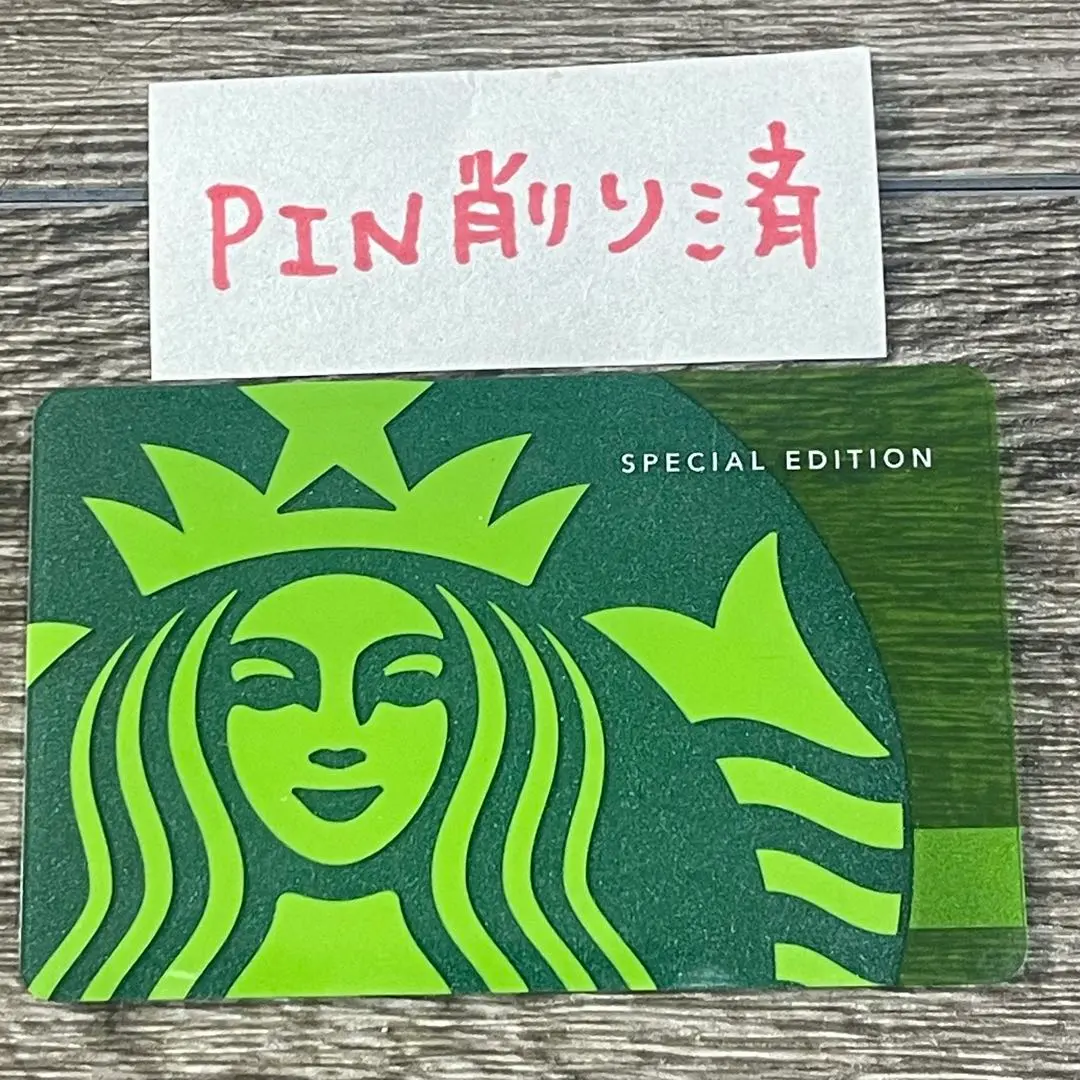 PIN削り済
SPECIAL EDITION